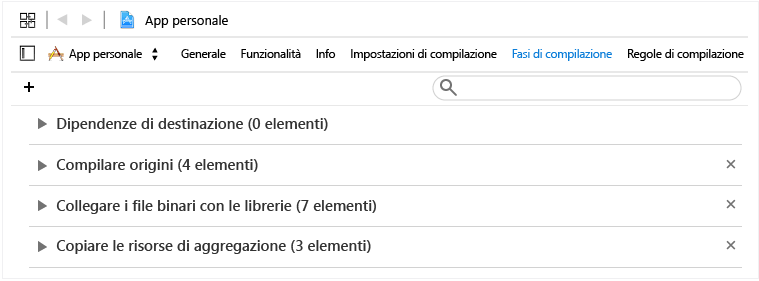 App personale
App personale Generale Funzionalità Info Impostazioni di compilazione Fasi di compilazione Regole di compilazione
Dipendenze di destinazione (0 elementi)
Compilare origini (4 elementi)
Collegare i file binari con le librerie (7 elementi)
Copiare le risorse di aggregazione (3 elementi)